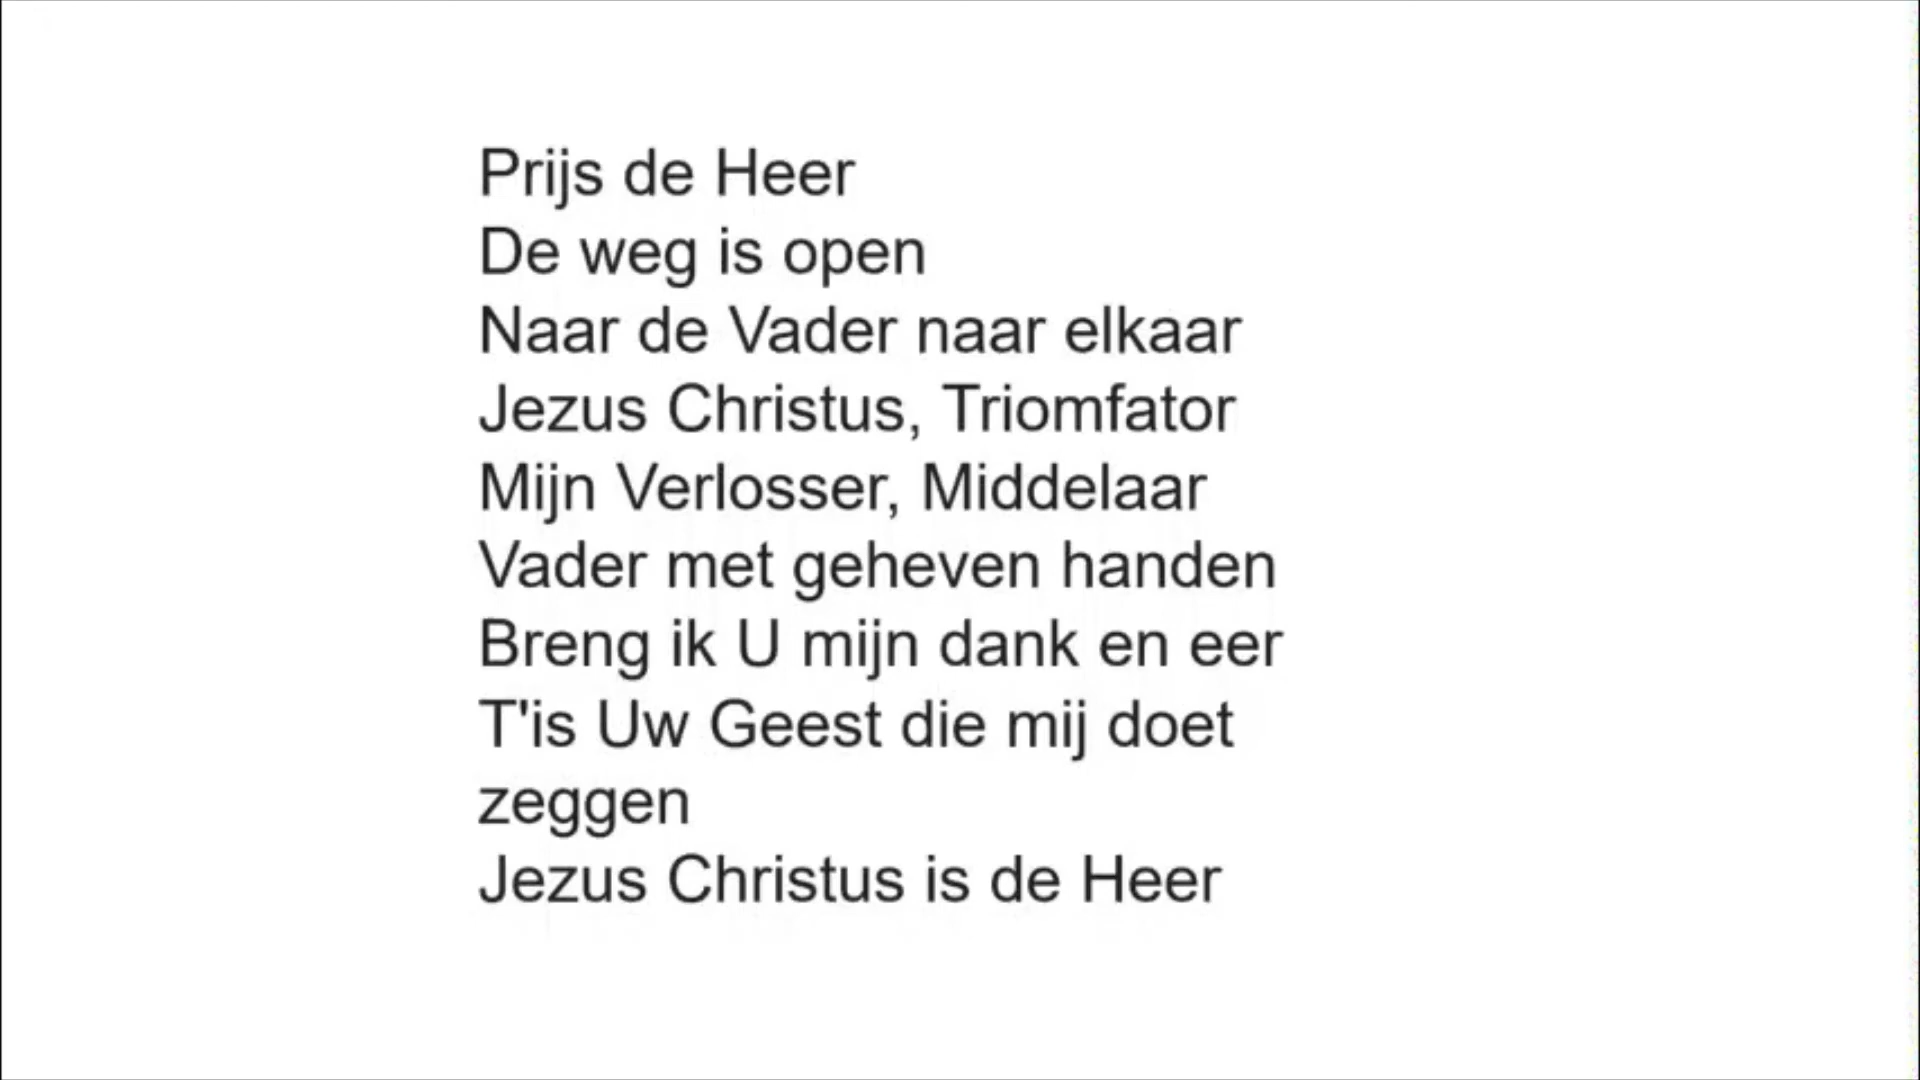 Prijs de Heer
De weg is open
Naar de Vader naar elkaar
Jezus Christus, Triomfator
Mijn Verlosser, Middelaar
Vader met geheven handen
Breng ik U mijn dank en eer
T'is Uw Geest die mij doet
zeggen
Jezus Christus is de Heer